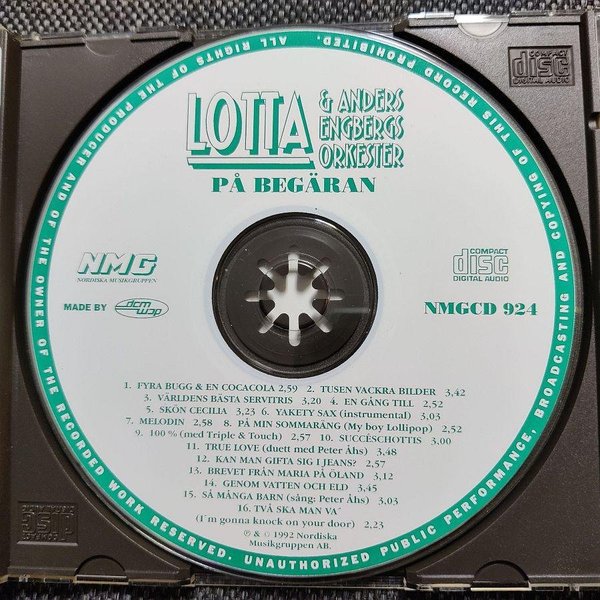 LOTTA & ANDERS
ENGBERGS
ORKESTER
PÅ BEGÄRAN
NMG
NORDISKA MUSIKGRUPPEN
COMPACT
disc
DIGITAL AUDIO
MADE BY dcm wop
NMGCD 924
1. FYRA BUGG & EN COCACOLA 2,59 2. TUSEN VACKRA BILDER 3,42
3. VÄRLDENS BÄSTA SERVITRIS 3,20 4. EN GÅNG TILL 2,52
5. SKÖN CECILIA 3,23 6. YAKETY SAX (instrumental) 3,03
7. MELODIN 2,58 8. PÅ MIN SOMMARÄNG (My boy Lollipop) 2,52
9. 100 % (med Triple & Touch) 2,57 10. SUCCÉSCHOTTIS 3,00
11. TRUE LOVE (duett med Peter Åhs) 3,48
12. KAN MAN GIFTA SIG I JEANS? 2,57
13. BREVET FRÅN MARIA PÅ ÖLAND 3,12
14. GENOM VATTEN OCH ELD 3,45
15. SÅ MÅNGA BARN (sång: Peter Åhs) 3,03
16. TVÅ SKA MAN VA´
(I´m gonna knock on your door) 2,23
℗ & © 1992 Nordiska
Musikgruppen AB.
ALL RIGHTS OF THE PRODUCER AND OF THE OWNER OF THE RECORDED WORK RESERVED. UNAUTHORIZED PUBLIC PERFORMANCE, BROADCASTING AND COPYING OF THIS RECORD PROHIBITED.
COMPACT
disc
DIGITAL AUDIO